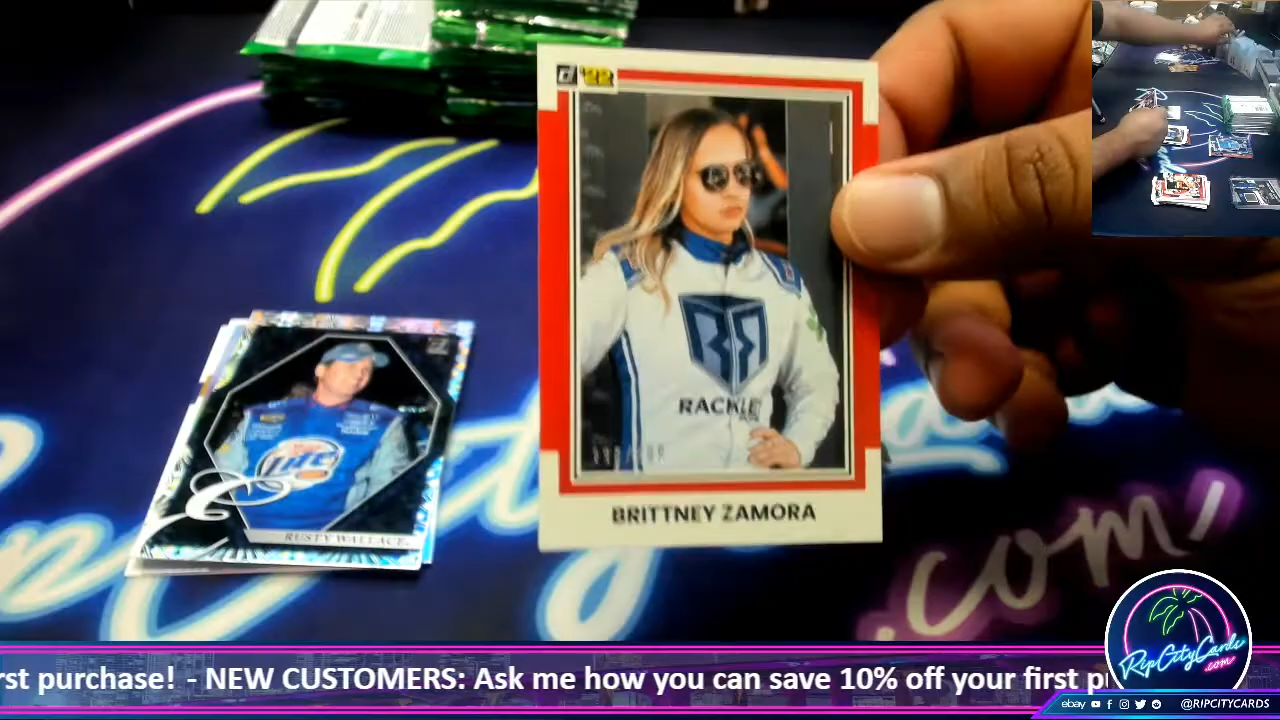 '22
RACKLEY
BRITTNEY ZAMORA
Lite
RUSTY WALLACE
.com
rst purchase! - NEW CUSTOMERS: Ask me how you can save 10% off your first p
RipCityCards
.com
ebay @RIPCITYCARDS